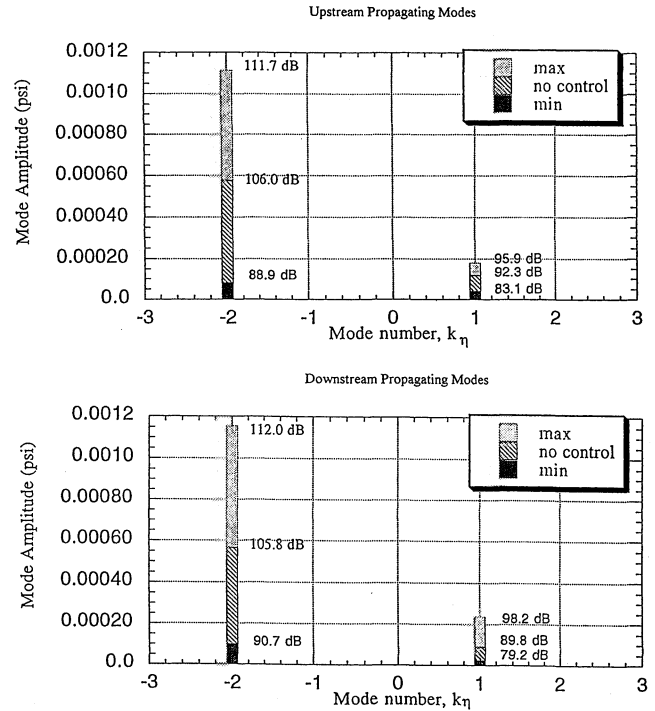 Upstream Propagating Modes
Mode Amplitude (psi)
0.0012
0.0010
0.00080
0.00060
0.00040
0.00020
0.0
111.7 dB
106.0 dB
88.9 dB
95.9 dB
92.3 dB
83.1 dB
max
no control
min
-3 -2 -1 0 1 2 3
Mode number, kη
Downstream Propagating Modes
Mode Amplitude (psi)
0.0012
0.0010
0.00080
0.00060
0.00040
0.00020
0.0
112.0 dB
105.8 dB
90.7 dB
98.2 dB
89.8 dB
79.2 dB
max
no control
min
-3 -2 -1 0 1 2 3
Mode number, kη